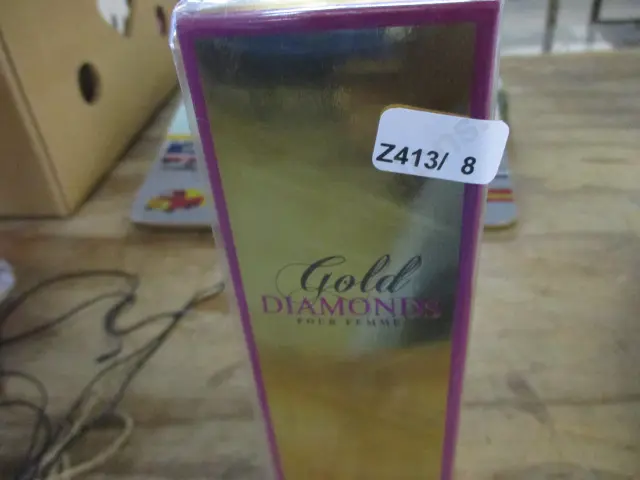 Z413/ 8
Gold
DIAMONDS
POUR FEMME